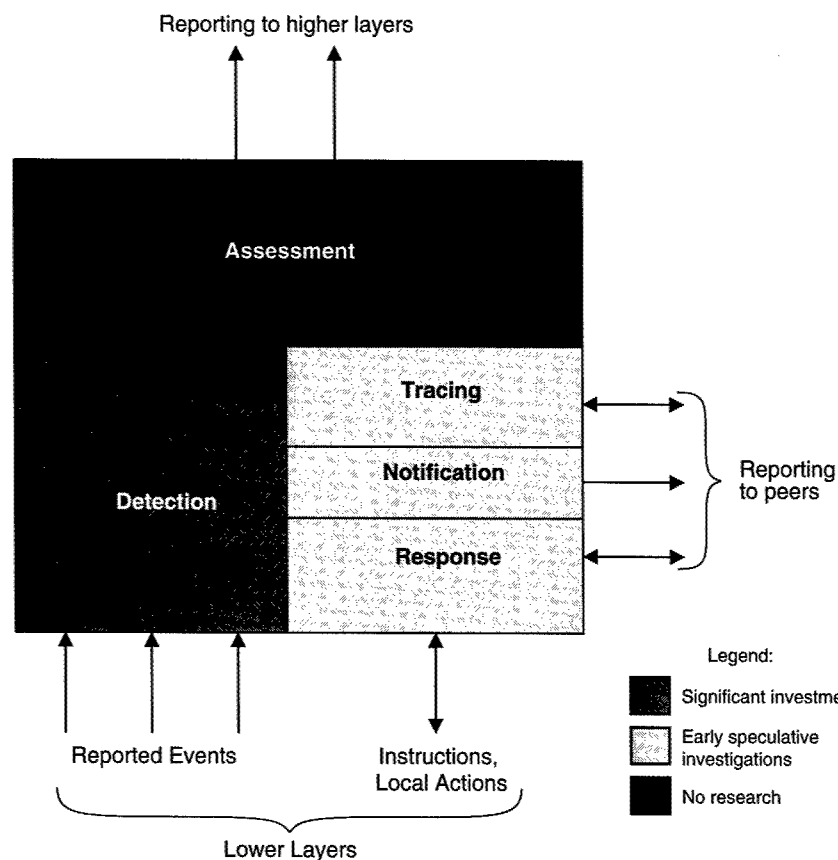 Reporting to higher layers
Assessment
Tracing
Notification
Detection
Response
Reporting
to peers
Legend:
Significant investme
Early speculative
investigations
No research
Reported Events
Instructions,
Local Actions
Lower Layers